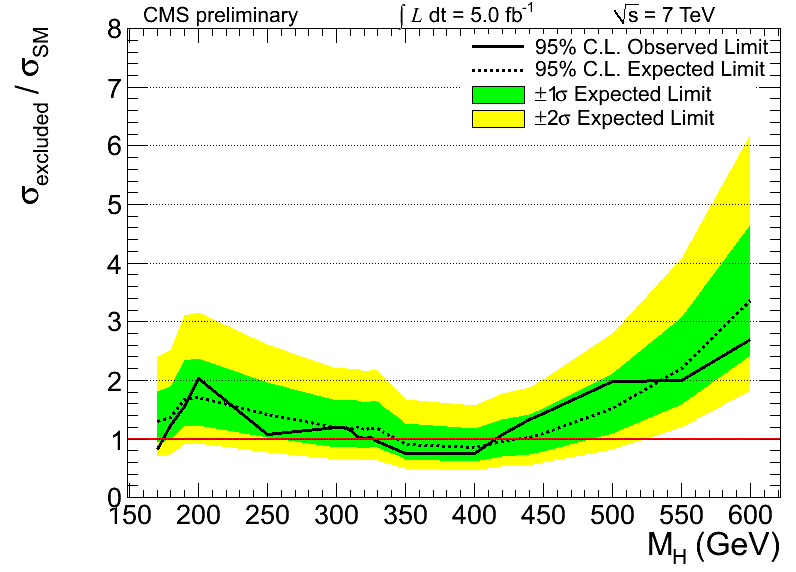 CMS preliminary ∫ L dt = 5.0 fb⁻¹ √s = 7 TeV
σexcluded / σSM
95% C.L. Observed Limit
95% C.L. Expected Limit
±1σ Expected Limit
±2σ Expected Limit
8
7
6
5
4
3
2
1
0
150 200 250 300 350 400 450 500 550 600
MH (GeV)